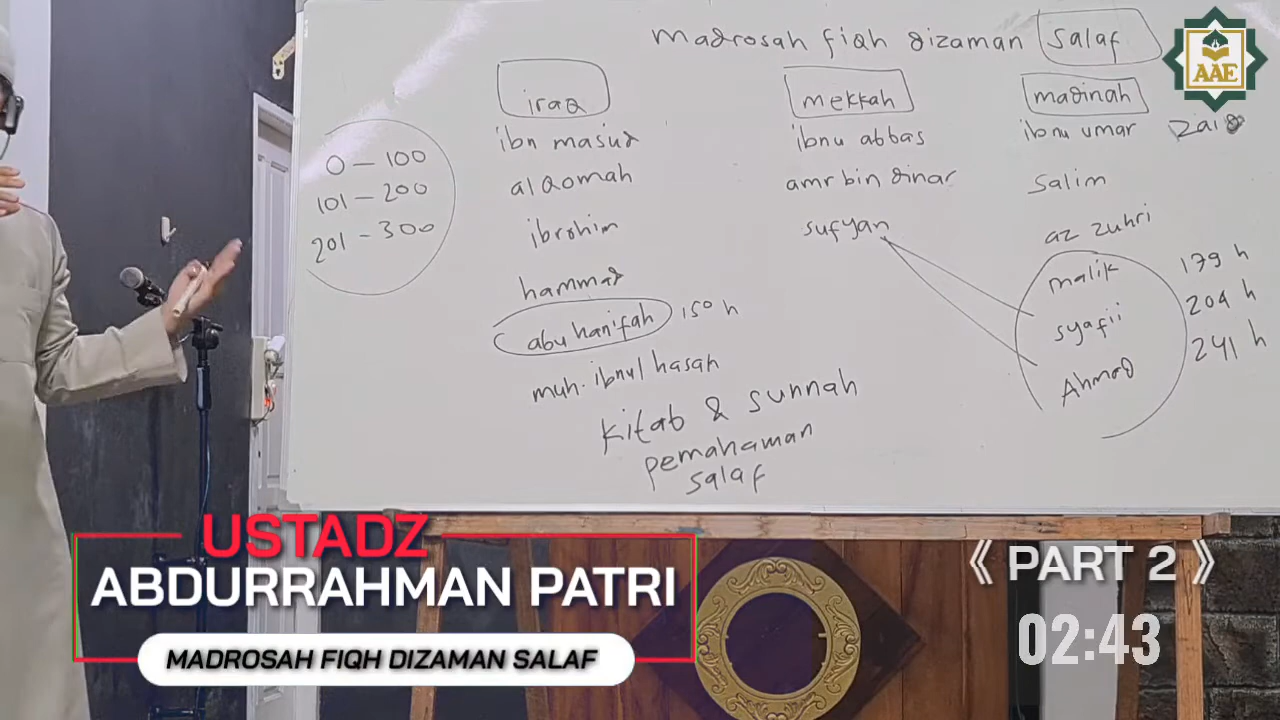 madrosah fiqh dizaman salaf
AAE
0 - 100
101 - 200
201 - 300
iraq
ibn masud
alqomah
ibrohim
hammad
abu hanifah 150 h
muh. ibnul hasan
mekkah
ibnu abbas
amr bin dinar
sufyan
madinah
ibnu umar zaid
salim
az zuhri
malik 179 h
syafii 204 h
Ahmad 241 h
kitab & sunnah
pemahaman
salaf
USTADZ
ABDURRAHMAN PATRI
MADROSAH FIQH DIZAMAN SALAF
《 PART 2 》
02:43